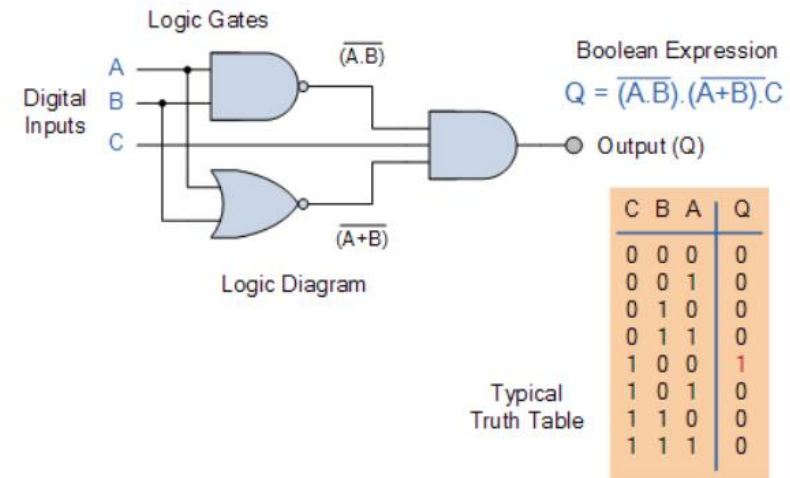 Logic Gates
A
Digital B
Inputs
C
(A.B)
(A+B)
Logic Diagram
Boolean Expression
Q = (A.B).(A+B).C
Output (Q)
C B A Q
0 0 0 0
0 0 1 0
0 1 0 0
0 1 1 0
1 0 0 1
1 0 1 0
1 1 0 0
1 1 1 0
Typical
Truth Table